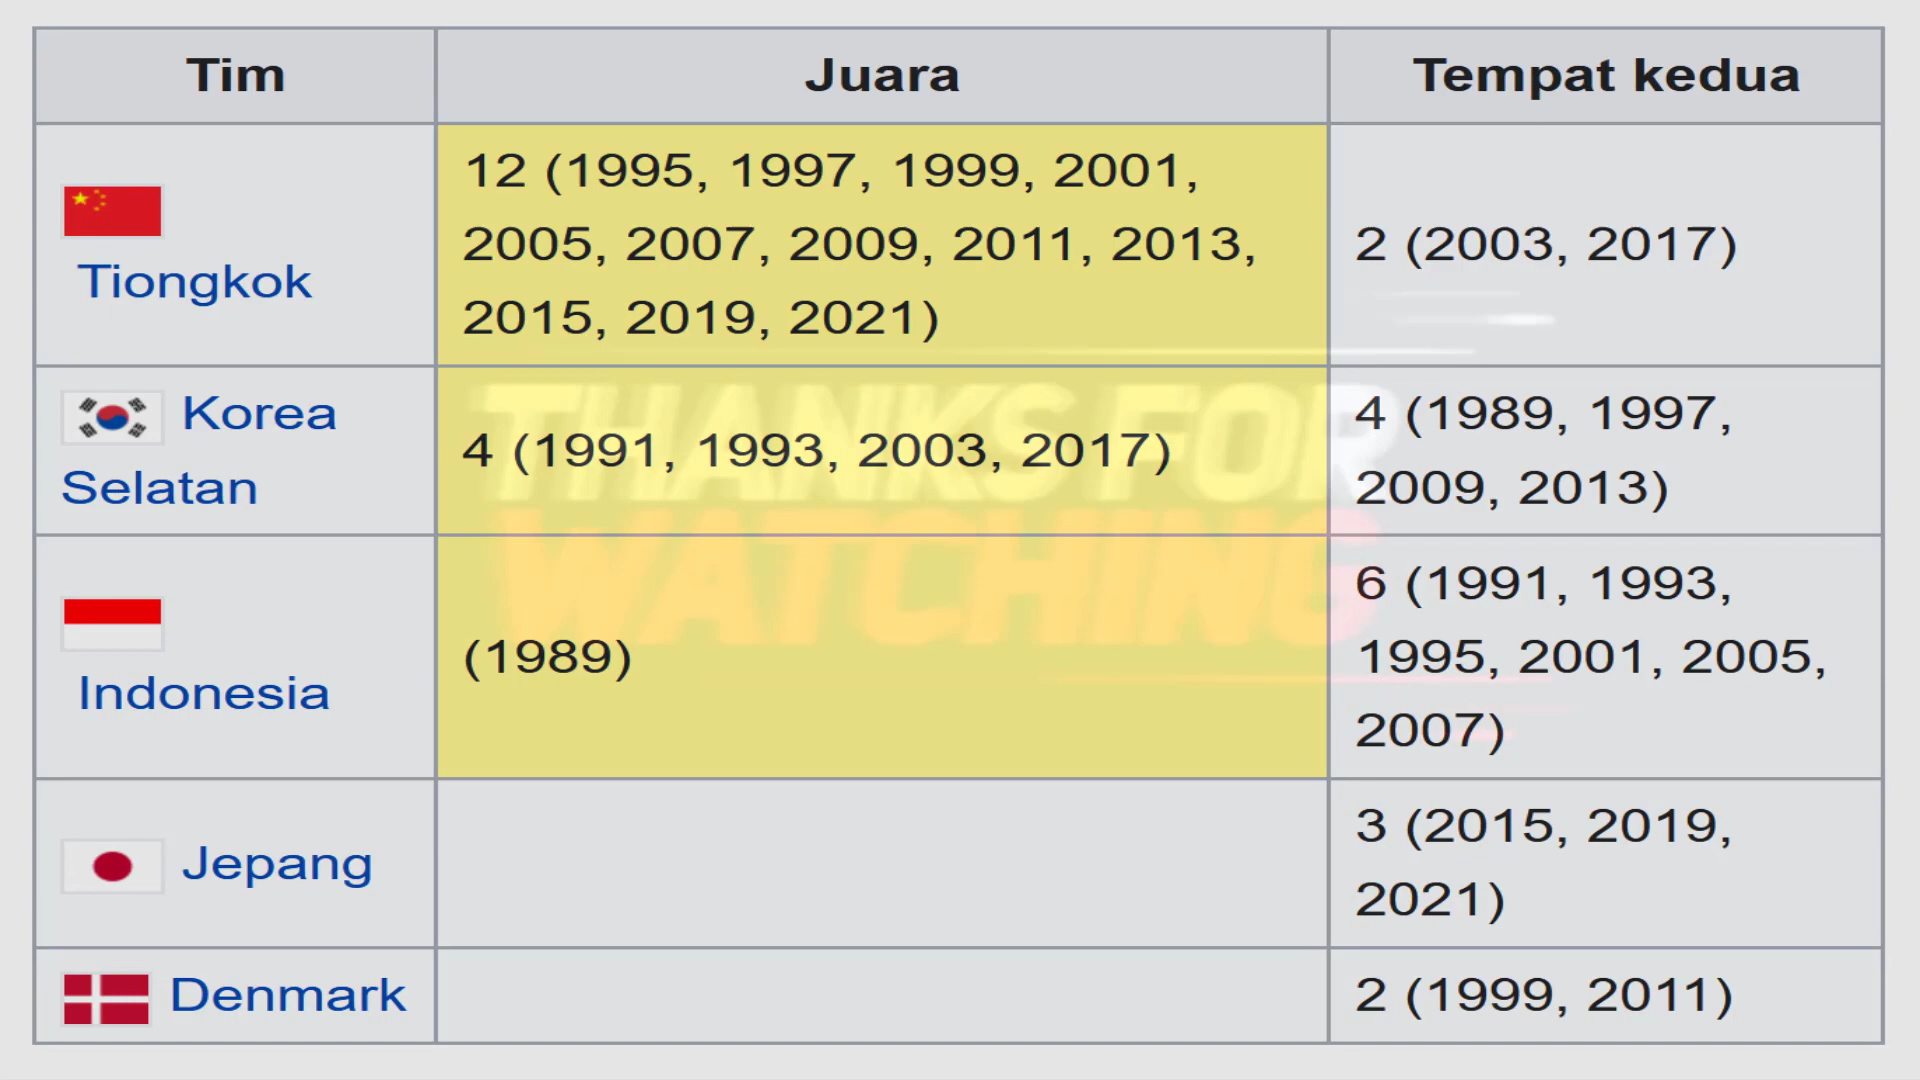 Tim Juara Tempat kedua
Tiongkok
12 (1995, 1997, 1999, 2001,
2005, 2007, 2009, 2011, 2013,
2015, 2019, 2021)
2 (2003, 2017)
Korea
Selatan
4 (1991, 1993, 2003, 2017)
4 (1989, 1997,
2009, 2013)
Indonesia
(1989)
6 (1991, 1993,
1995, 2001, 2005,
2007)
Jepang
3 (2015, 2019,
2021)
Denmark
2 (1999, 2011)
THANKS FOR
WATCHING